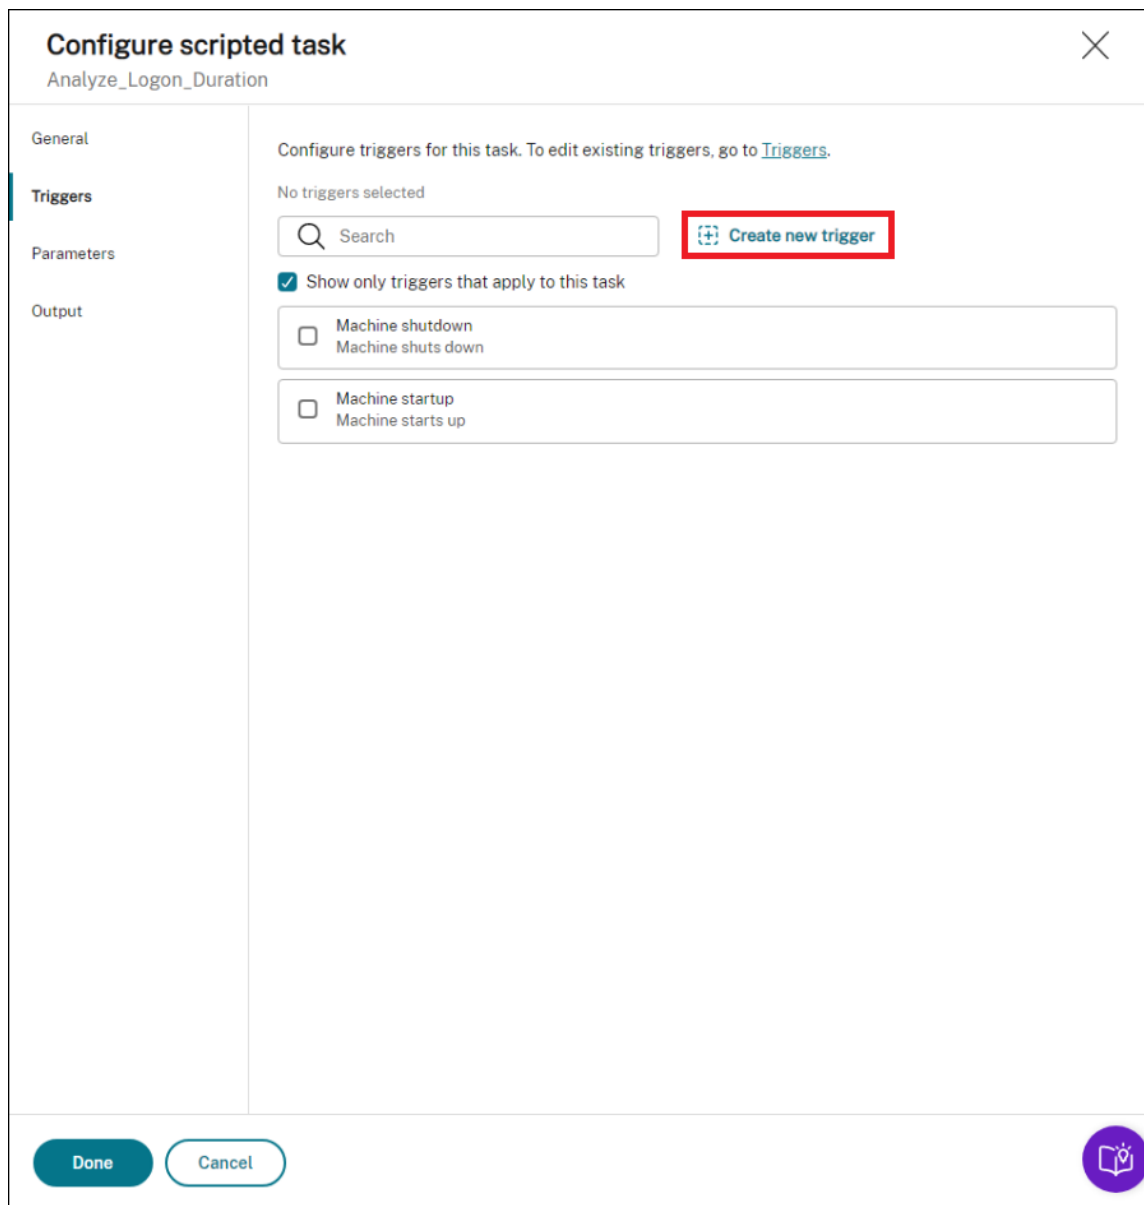 Configure scripted task
Analyze_Logon_Duration
General
Triggers
Parameters
Output
Configure triggers for this task. To edit existing triggers, go to Triggers.
No triggers selected
Search
Create new trigger
Show only triggers that apply to this task
Machine shutdown
Machine shuts down
Machine startup
Machine starts up
Done
Cancel